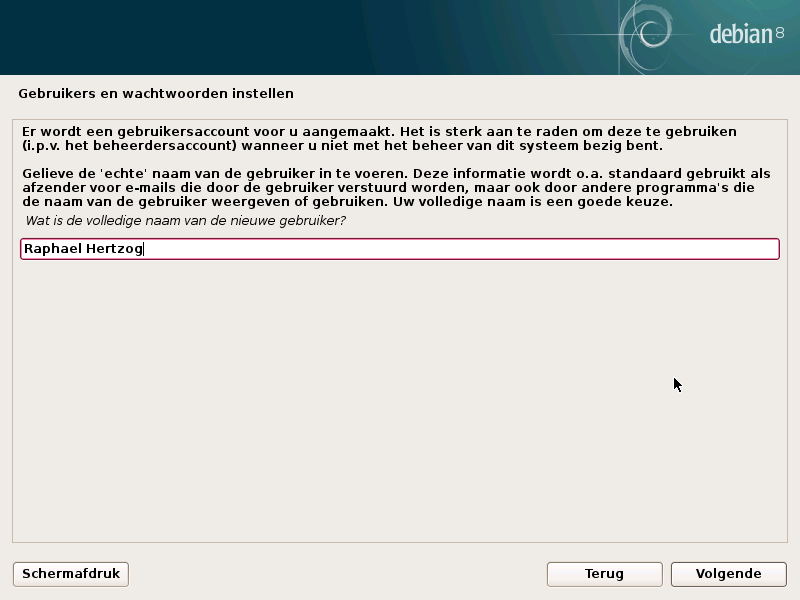 debian 8
Gebruikers en wachtwoorden instellen
Er wordt een gebruikersaccount voor u aangemaakt. Het is sterk aan te raden om deze te gebruiken
(i.p.v. het beheerdersaccount) wanneer u niet met het beheer van dit systeem bezig bent.
Gelieve de 'echte' naam van de gebruiker in te voeren. Deze informatie wordt o.a. standaard gebruikt als
afzender voor e-mails die door de gebruiker verstuurd worden, maar ook door andere programma's die
de naam van de gebruiker weergeven of gebruiken. Uw volledige naam is een goede keuze.
Wat is de volledige naam van de nieuwe gebruiker?
Raphael Hertzog
Schermafdruk
Terug
Volgende